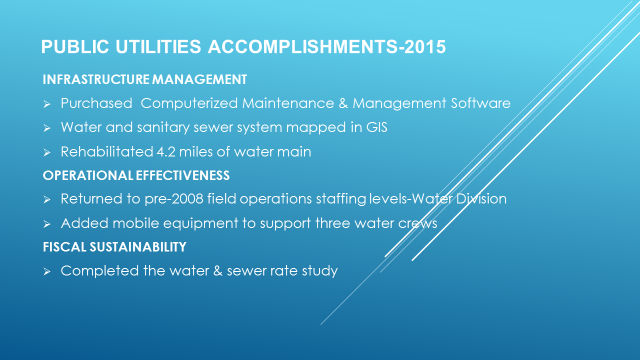 PUBLIC UTILITIES ACCOMPLISHMENTS-2015
INFRASTRUCTURE MANAGEMENT
➢ Purchased Computerized Maintenance & Management Software
➢ Water and sanitary sewer system mapped in GIS
➢ Rehabilitated 4.2 miles of water main
OPERATIONAL EFFECTIVENESS
➢ Returned to pre-2008 field operations staffing levels-Water Division
➢ Added mobile equipment to support three water crews
FISCAL SUSTAINABILITY
➢ Completed the water & sewer rate study